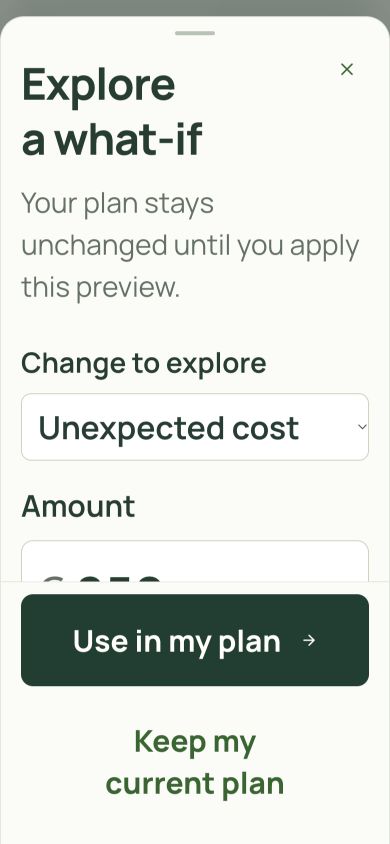 Explore
a what-if
Your plan stays
unchanged until you apply
this preview.
Change to explore
Unexpected cost
Amount
Use in my plan →
Keep my
current plan